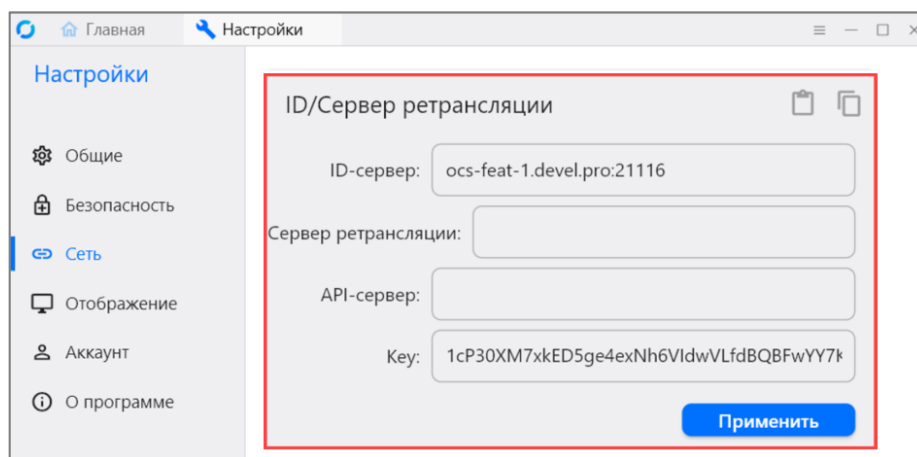 Главная
Настройки
Настройки
Общие
Безопасность
Сеть
Отображение
Аккаунт
О программе
ID/Сервер ретрансляции
ID-сервер: ocs-feat-1.devel.pro:21116
Сервер ретрансляции:
API-сервер:
Key: 1cP30XM7xkED5ge4exNh6VIdwVLfdBQBFwYY7K
Применить